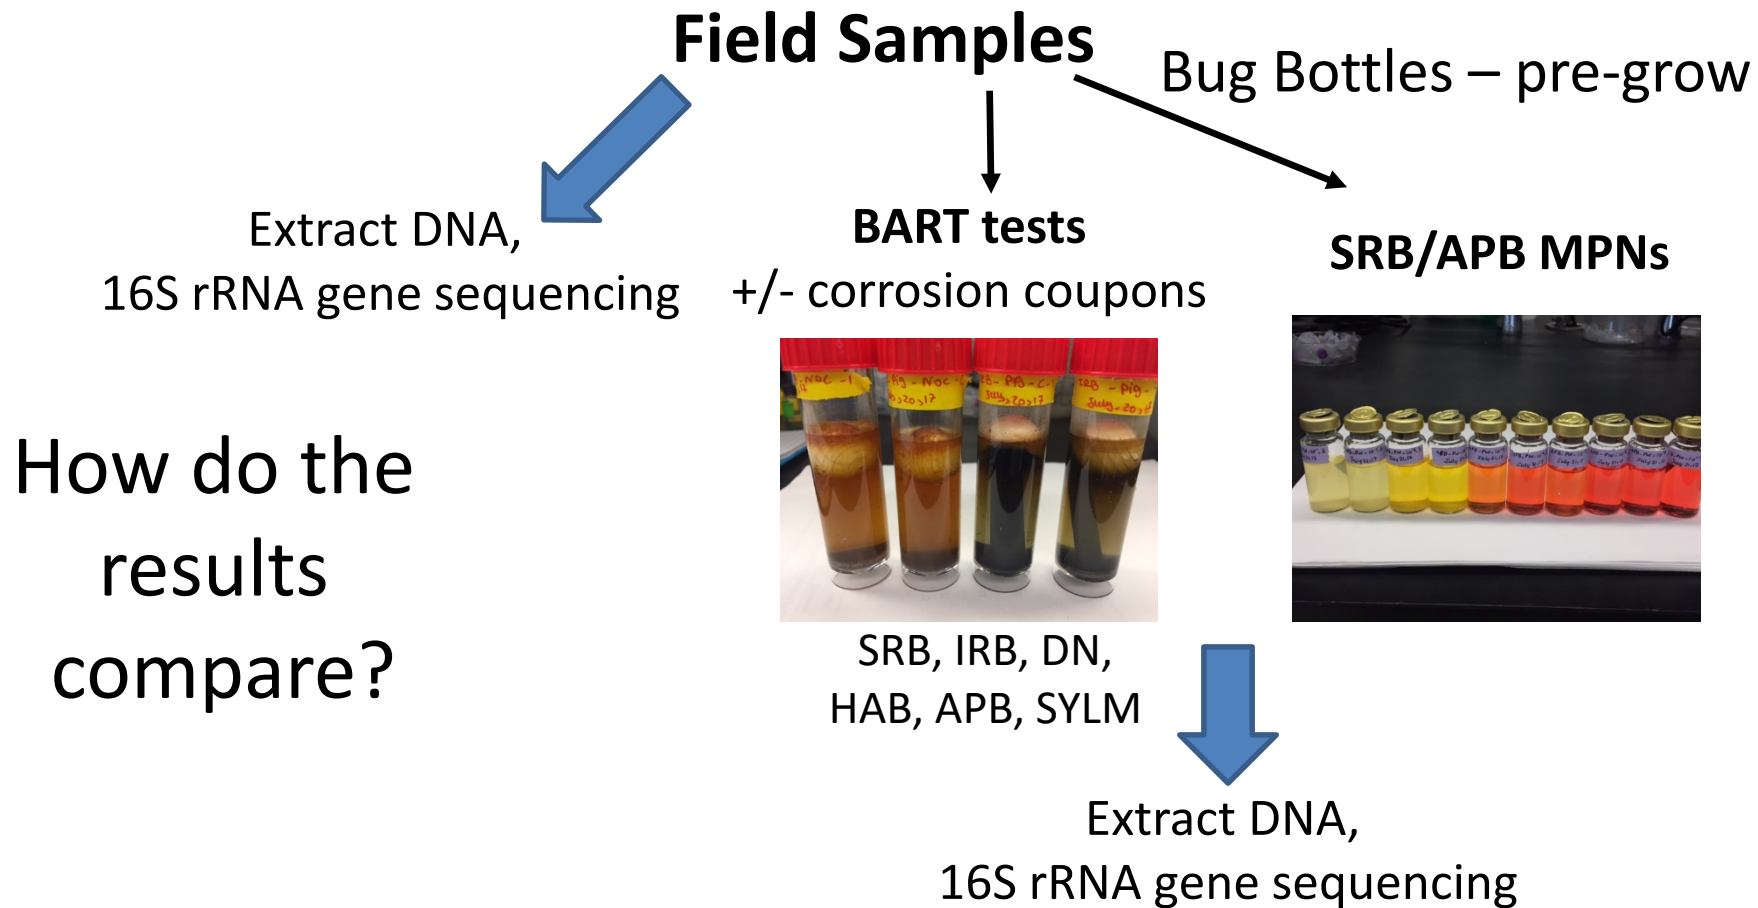 Field Samples
Bug Bottles – pre-grow
Extract DNA,
16S rRNA gene sequencing
BART tests
+/- corrosion coupons
SRB/APB MPNs
How do the
results
compare?
SRB, IRB, DN,
HAB, APB, SYLM
Extract DNA,
16S rRNA gene sequencing